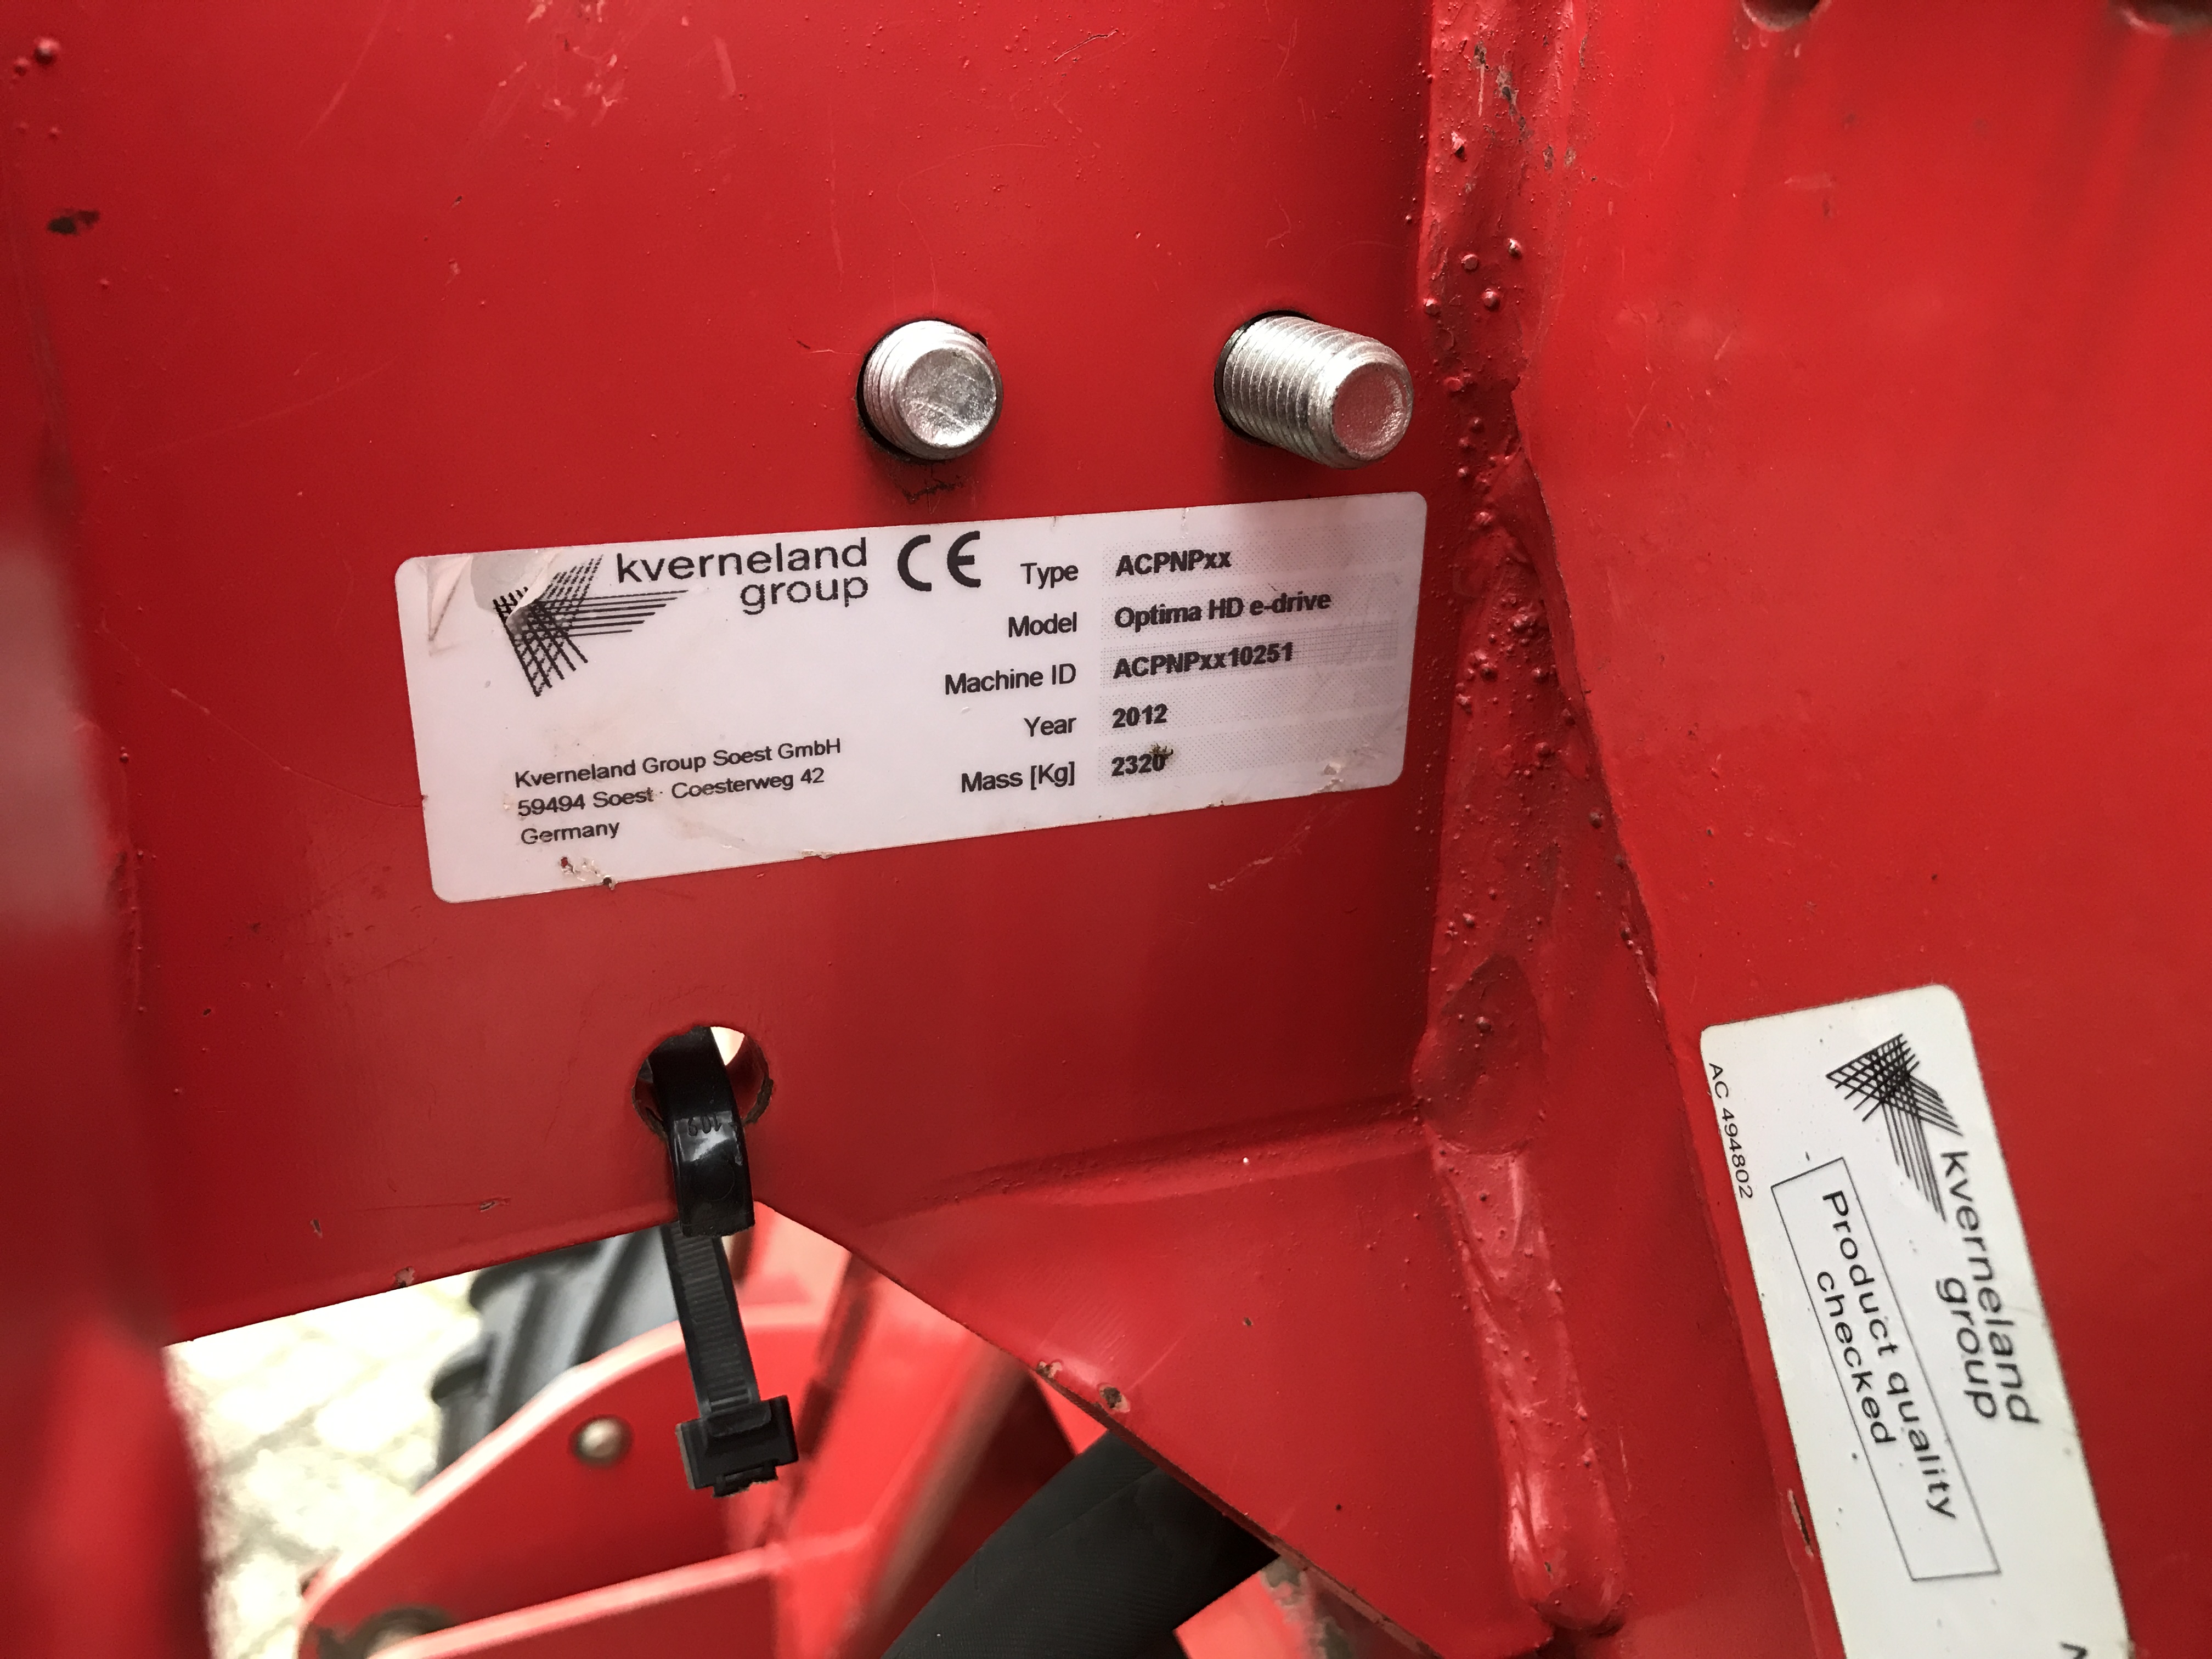 kverneland
group
CE
Type ACPNPxx
Model Optima HD e-drive
Machine ID ACPNPxx10251
Year 2012
Mass [Kg] 2320
Kverneland Group Soest GmbH
59494 Soest · Coesterweg 42
Germany
AC 494802
kverneland
group
Product quality
checked